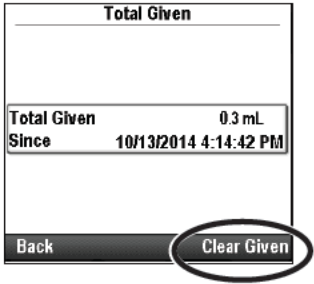 Total Given
Total Given 0.3 mL
Since 10/13/2014 4:14:42 PM
Back Clear Given